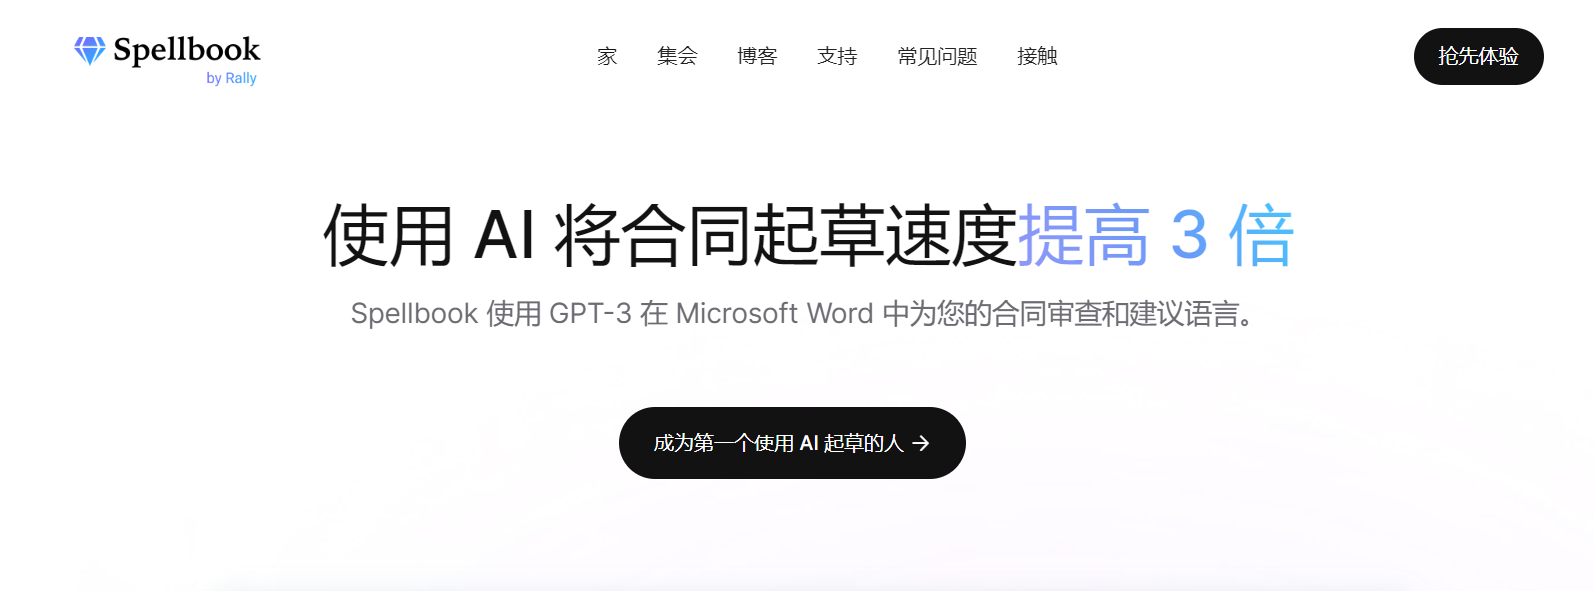 Spellbook
by Rally
家 集会 博客 支持 常见问题 接触
抢先体验
使用 AI 将合同起草速度提高 3 倍
Spellbook 使用 GPT-3 在 Microsoft Word 中为您的合同审查和建议语言。
成为第一个使用 AI 起草的人 →